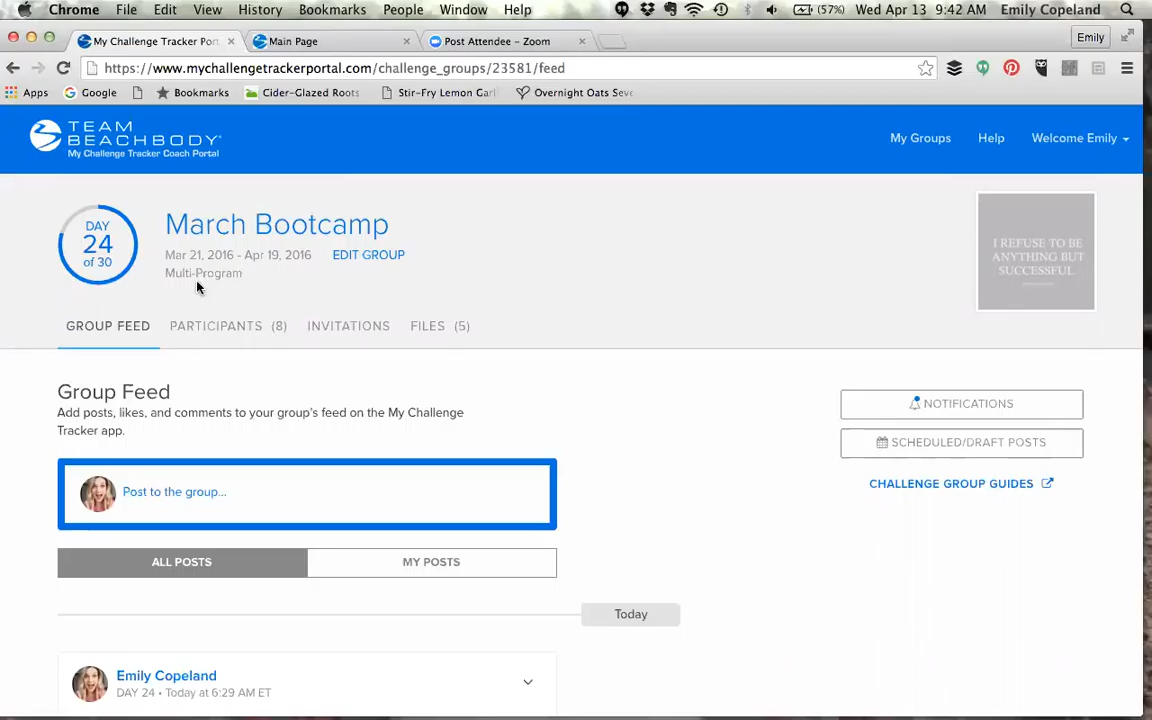 Chrome File Edit View History Bookmarks People Window Help (57%) Wed Apr 13 9:42 AM Emily Copeland
My Challenge Tracker Por Main Page Post Attendee – Zoom Emily
https://www.mychallengetrackerportal.com/challenge_groups/23581/feed
Apps Google Bookmarks Cider-Glazed Roots Stir-Fry Lemon Garl Overnight Oats Seve
TEAM
BEACHBODY
My Challenge Tracker Coach Portal
My Groups Help Welcome Emily
DAY
24
of 30
March Bootcamp
Mar 21, 2016 - Apr 19, 2016 EDIT GROUP
Multi-Program
I REFUSE TO BE
ANYTHING BUT
SUCCESSFUL.
GROUP FEED PARTICIPANTS (8) INVITATIONS FILES (5)
Group Feed
Add posts, likes, and comments to your group's feed on the My Challenge
Tracker app.
NOTIFICATIONS
SCHEDULED/DRAFT POSTS
CHALLENGE GROUP GUIDES
Post to the group...
ALL POSTS MY POSTS
Today
Emily Copeland
DAY 24 • Today at 6:29 AM ET